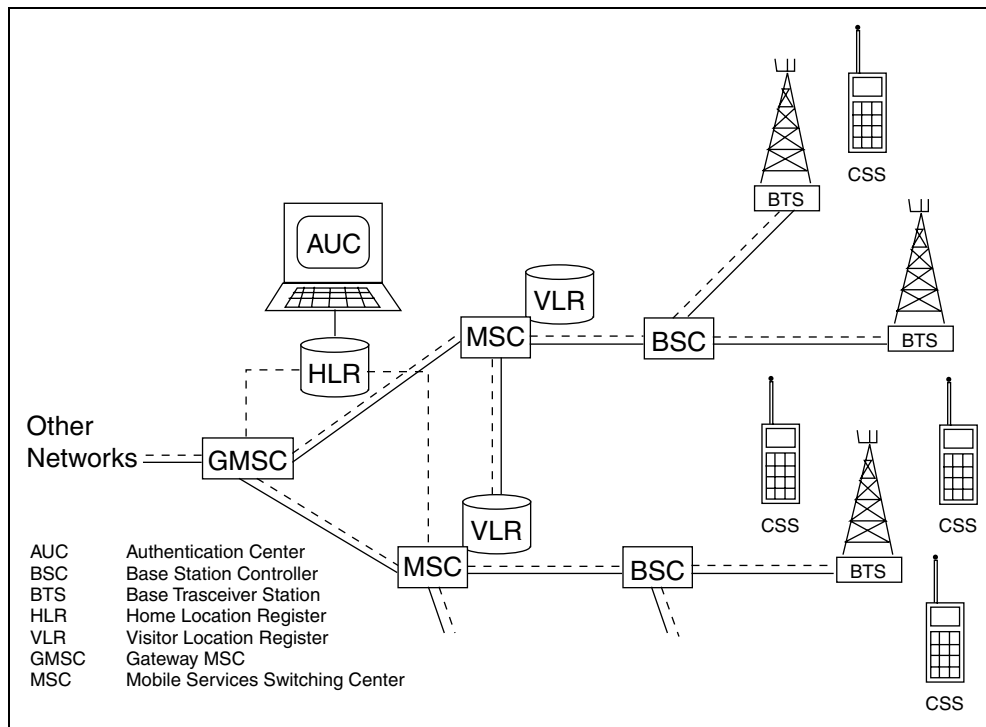 CSS
BTS
AUC
VLR
BTS
MSC
BSC
HLR
Other
Networks
GMSC
CSS
CSS
VLR
MSC
BSC
BTS
CSS
AUC Authentication Center
BSC Base Station Controller
BTS Base Trasceiver Station
HLR Home Location Register
VLR Visitor Location Register
GMSC Gateway MSC
MSC Mobile Services Switching Center